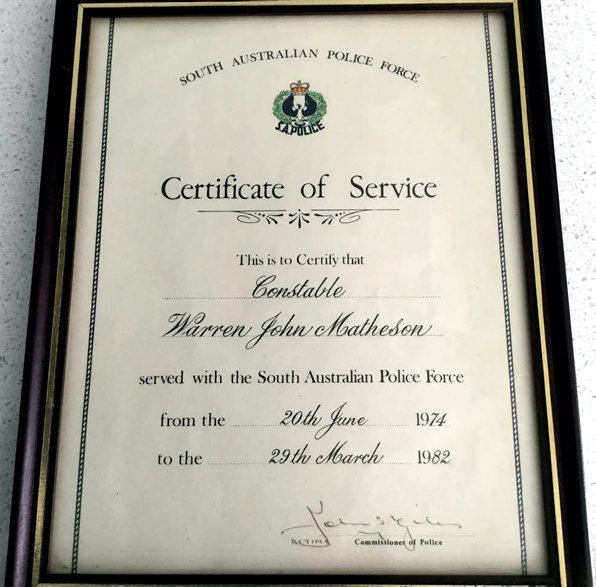 SOUTH AUSTRALIAN POLICE FORCE
S.A.POLICE
Certificate of Service
This is to Certify that
Constable
Warren John Matheson
served with the South Australian Police Force
from the 20th June 1974
to the 29th March 1982
ACTING Commissioner of Police